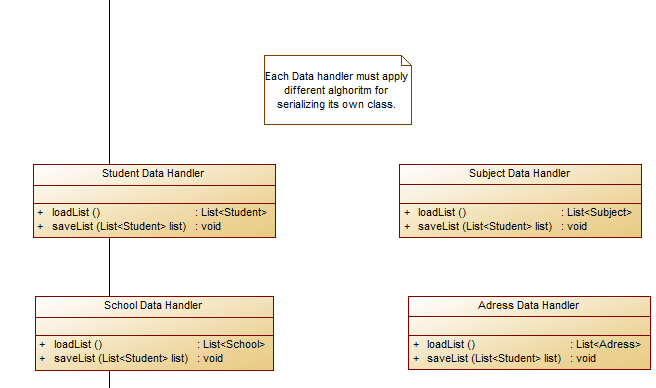 Each Data handler must apply
different alghoritm for
serializing its own class.
Student Data Handler
+ loadList () : List<Student>
+ saveList (List<Student> list) : void
Subject Data Handler
+ loadList () : List<Subject>
+ saveList (List<Student> list) : void
School Data Handler
+ loadList () : List<School>
+ saveList (List<Student> list) : void
Adress Data Handler
+ loadList () : List<Adress>
+ saveList (List<Student> list) : void